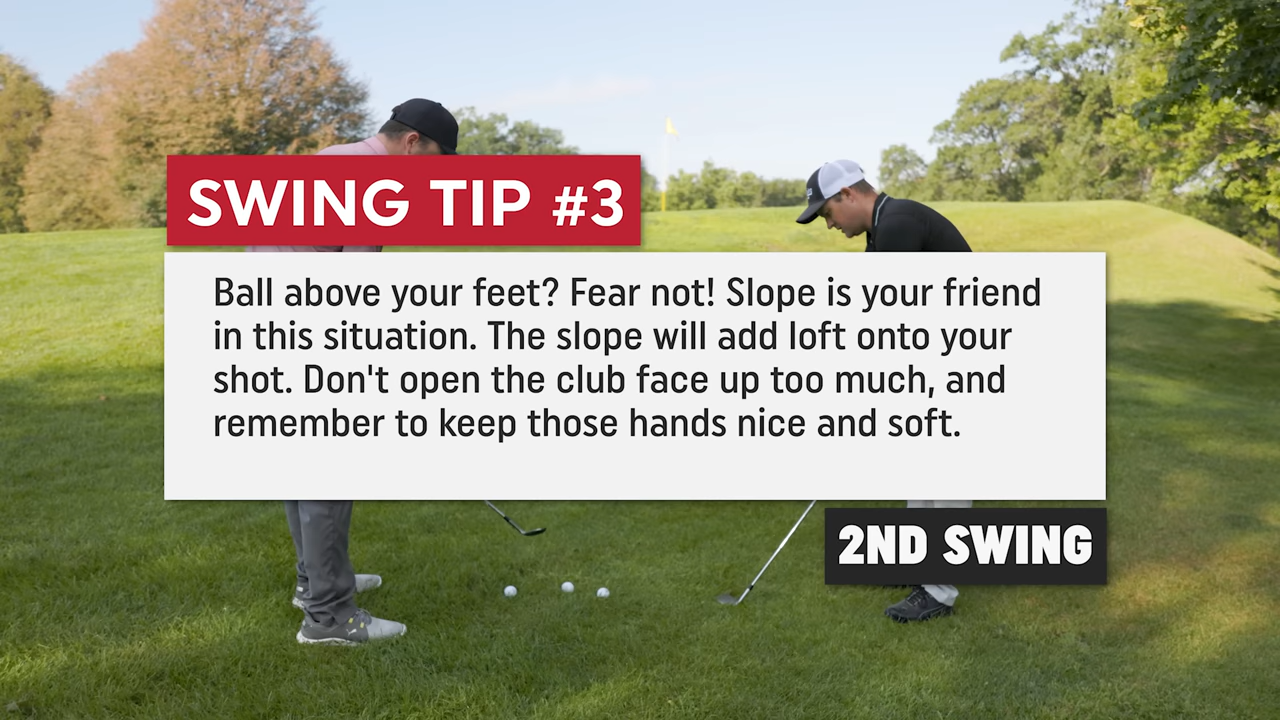 SWING TIP #3
Ball above your feet? Fear not! Slope is your friend
in this situation. The slope will add loft onto your
shot. Don't open the club face up too much, and
remember to keep those hands nice and soft.
2ND SWING